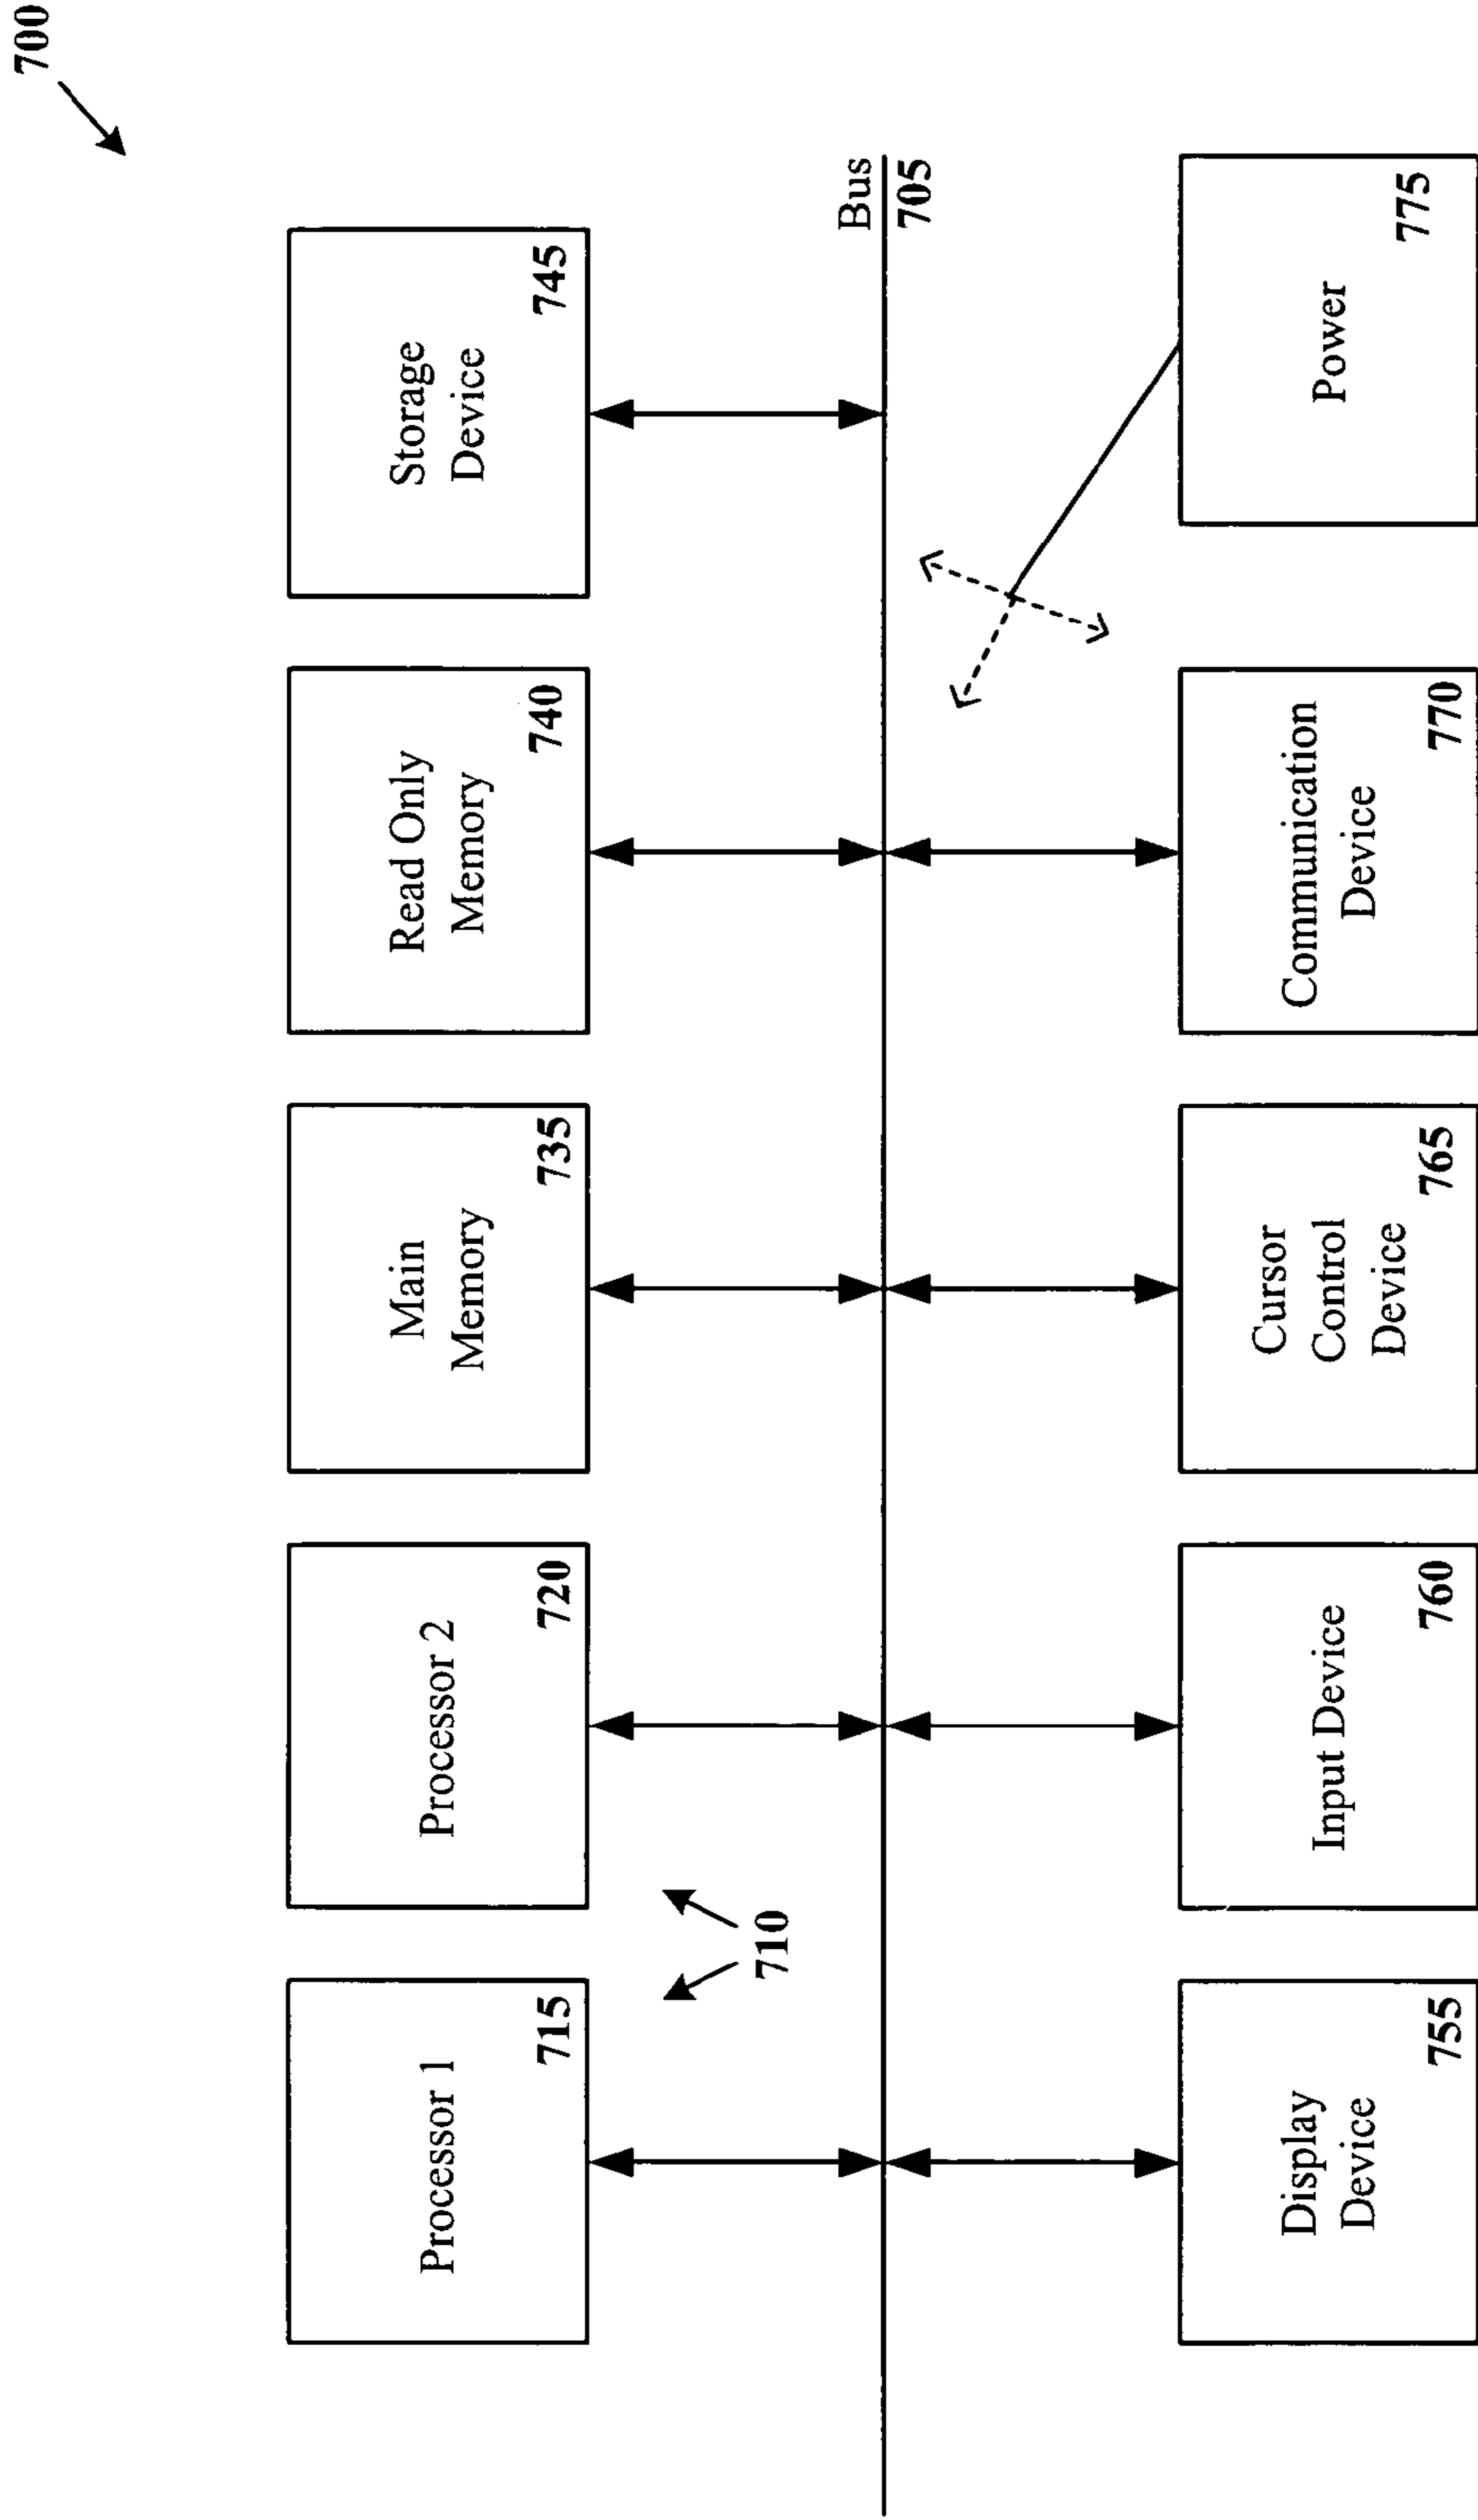 700
Processor 1
715
Processor 2
720
Main
Memory
735
Read Only
Memory
740
Storage
Device
745
710
Bus
705
Display
Device
755
Input Device
760
Cursor
Control
Device
765
Communication
Device
770
Power
775